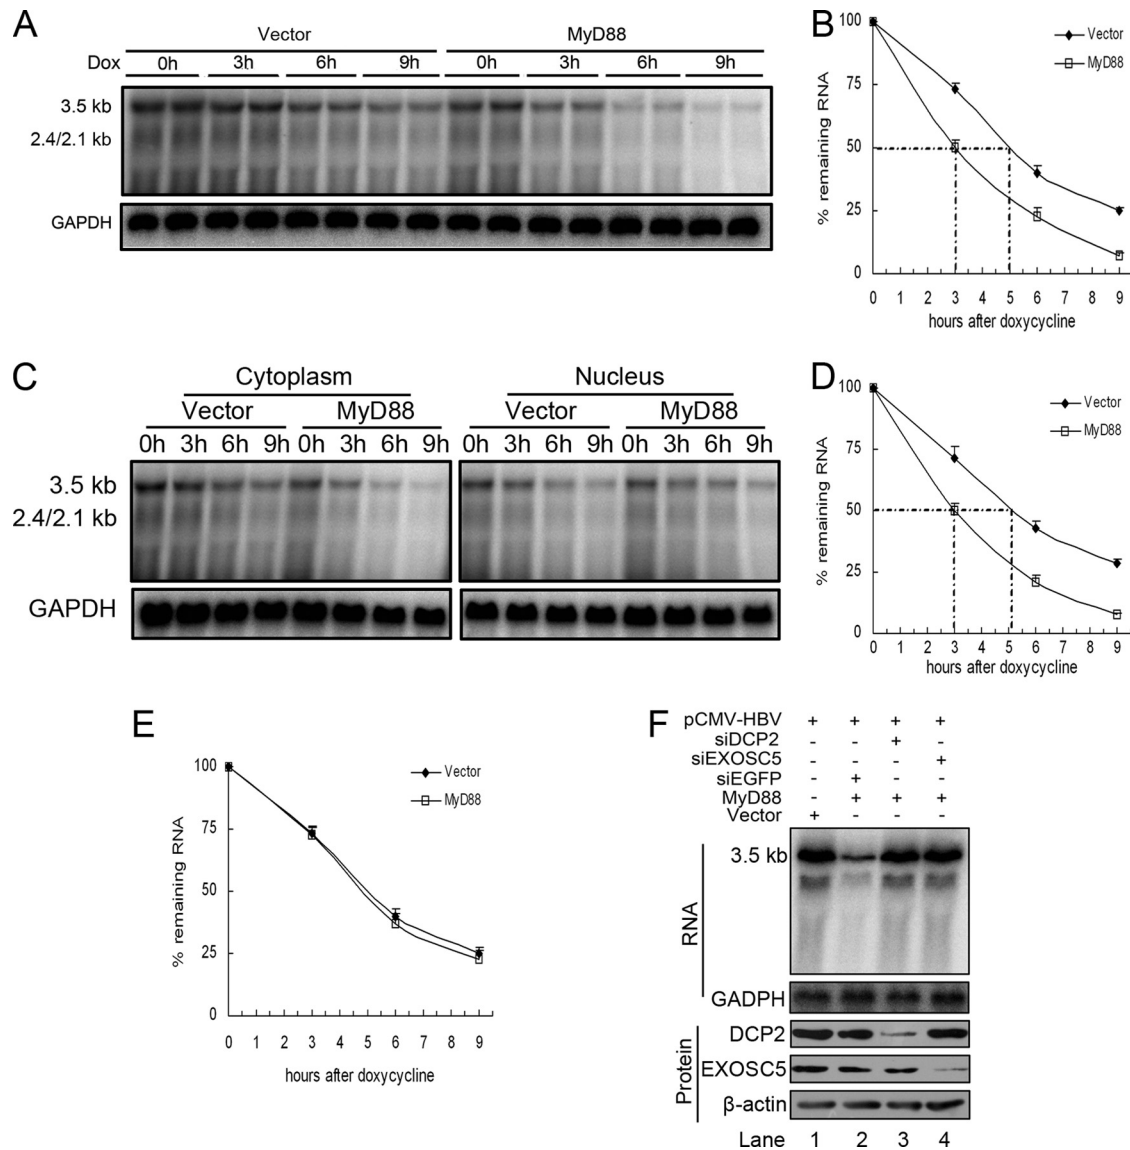 A
Vector MyD88
Dox 0h 3h 6h 9h 0h 3h 6h 9h
3.5 kb
2.4/2.1 kb
GAPDH
B
100
75
50
25
0
% remaining RNA
Vector
MyD88
0 1 2 3 4 5 6 7 8 9
hours after doxycycline
C
Cytoplasm Nucleus
Vector MyD88 Vector MyD88
0h 3h 6h 9h 0h 3h 6h 9h 0h 3h 6h 9h 0h 3h 6h 9h
3.5 kb
2.4/2.1 kb
GAPDH
D
100
75
50
25
0
% remaining RNA
Vector
MyD88
0 1 2 3 4 5 6 7 8 9
hours after doxycycline
E
100
75
50
25
0
% remaining RNA
Vector
MyD88
0 1 2 3 4 5 6 7 8 9
hours after doxycycline
F
pCMV-HBV + + + +
siDCP2 - - + -
siEXOSC5 - - - +
siEGFP - + - -
MyD88 - + + +
Vector + - - -
RNA
3.5 kb
GADPH
Protein
DCP2
EXOSC5
β-actin
Lane 1 2 3 4